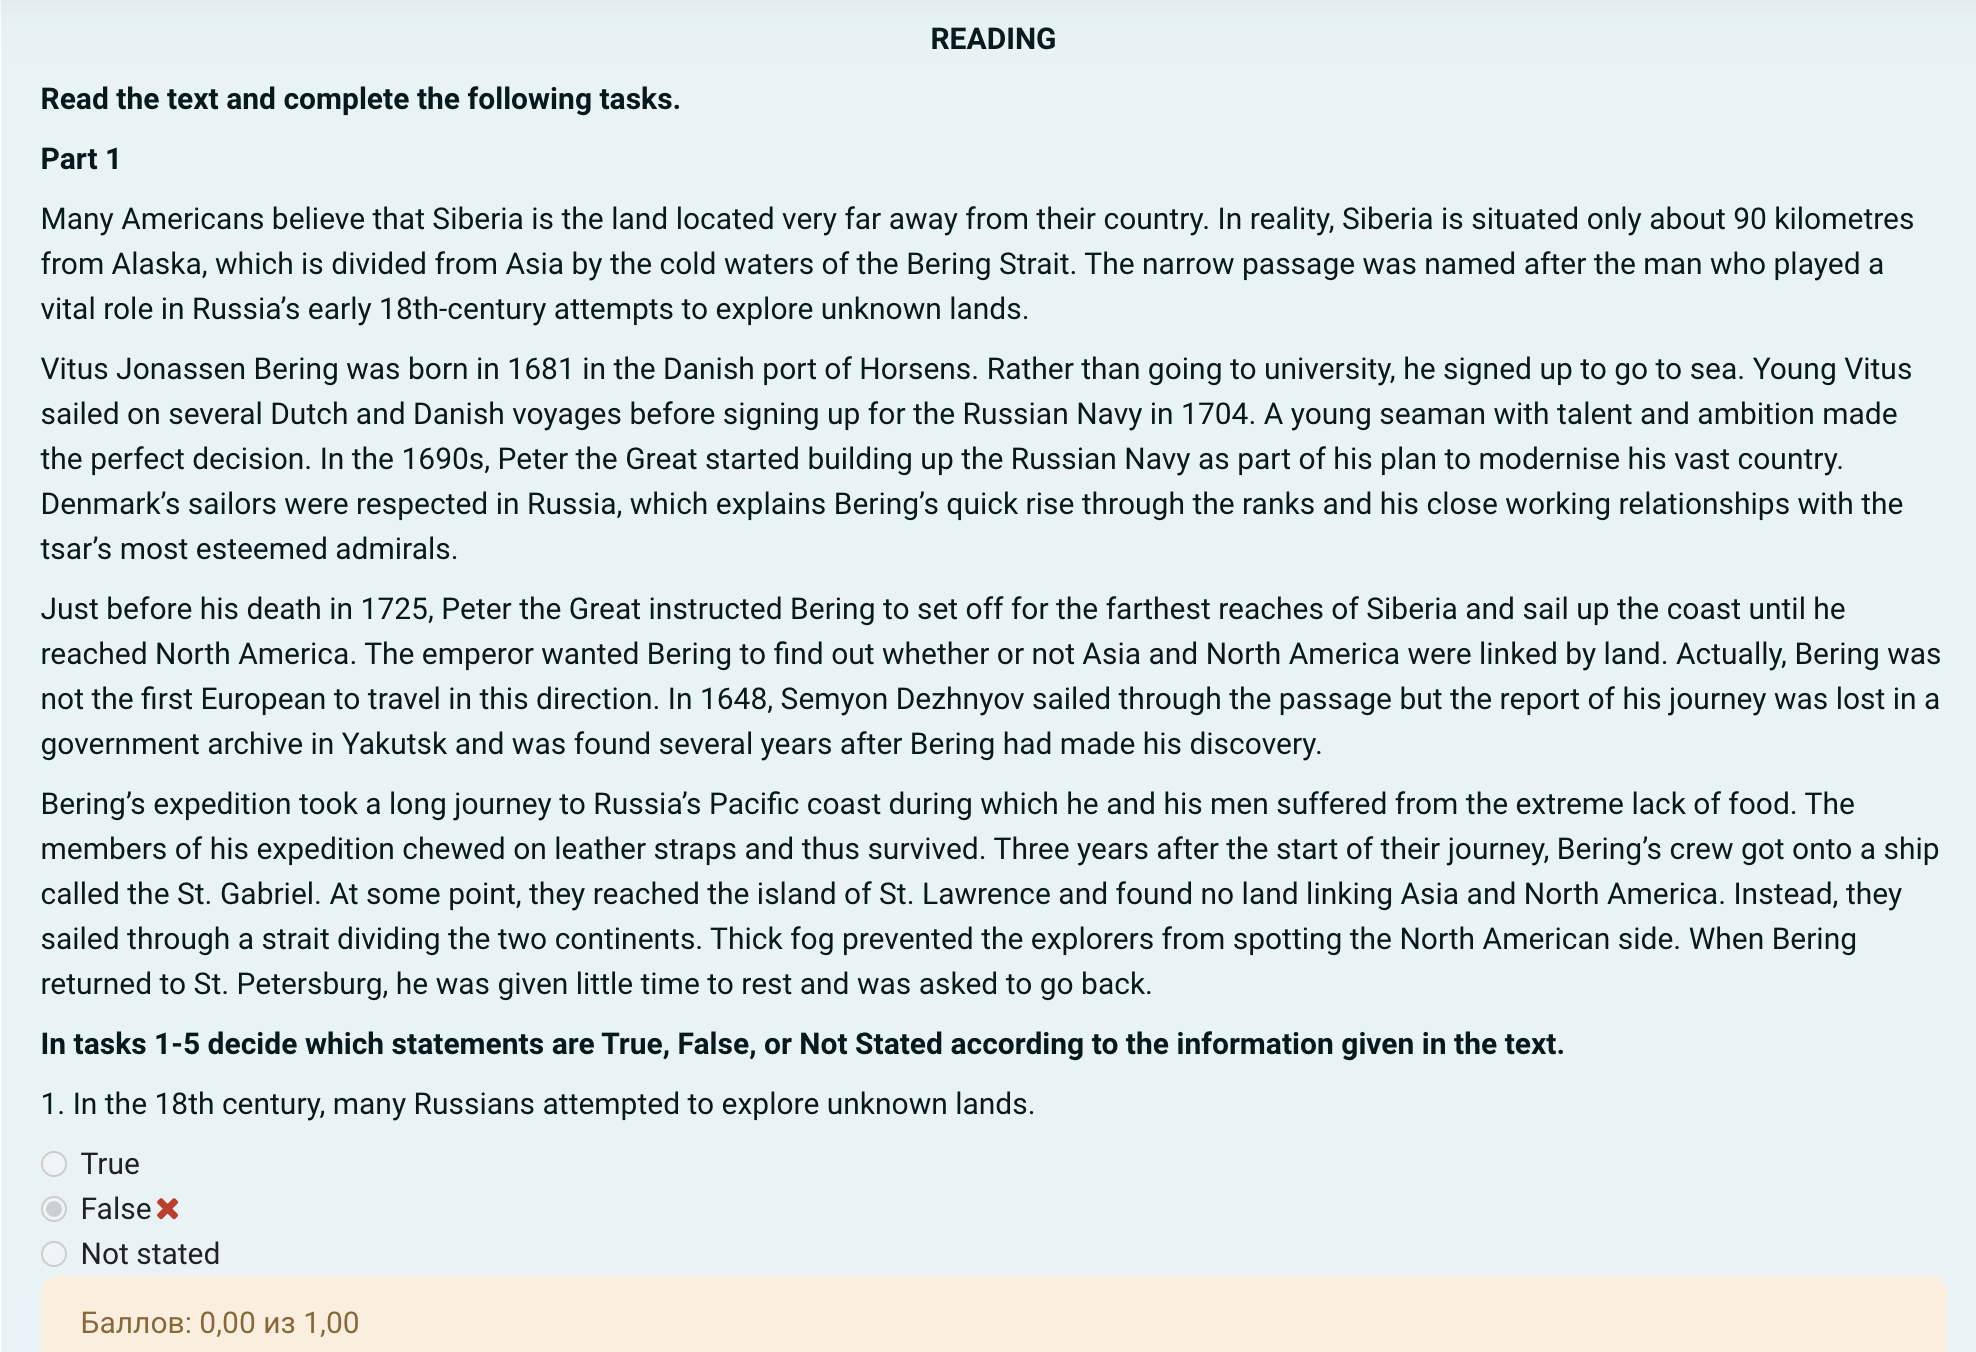 READING
Read the text and complete the following tasks.
Part 1
Many Americans believe that Siberia is the land located very far away from their country. In reality, Siberia is situated only about 90 kilometres
from Alaska, which is divided from Asia by the cold waters of the Bering Strait. The narrow passage was named after the man who played a
vital role in Russia’s early 18th-century attempts to explore unknown lands.
Vitus Jonassen Bering was born in 1681 in the Danish port of Horsens. Rather than going to university, he signed up to go to sea. Young Vitus
sailed on several Dutch and Danish voyages before signing up for the Russian Navy in 1704. A young seaman with talent and ambition made
the perfect decision. In the 1690s, Peter the Great started building up the Russian Navy as part of his plan to modernise his vast country.
Denmark’s sailors were respected in Russia, which explains Bering’s quick rise through the ranks and his close working relationships with the
tsar’s most esteemed admirals.
Just before his death in 1725, Peter the Great instructed Bering to set off for the farthest reaches of Siberia and sail up the coast until he
reached North America. The emperor wanted Bering to find out whether or not Asia and North America were linked by land. Actually, Bering was
not the first European to travel in this direction. In 1648, Semyon Dezhnyov sailed through the passage but the report of his journey was lost in a
government archive in Yakutsk and was found several years after Bering had made his discovery.
Bering’s expedition took a long journey to Russia’s Pacific coast during which he and his men suffered from the extreme lack of food. The
members of his expedition chewed on leather straps and thus survived. Three years after the start of their journey, Bering’s crew got onto a ship
called the St. Gabriel. At some point, they reached the island of St. Lawrence and found no land linking Asia and North America. Instead, they
sailed through a strait dividing the two continents. Thick fog prevented the explorers from spotting the North American side. When Bering
returned to St. Petersburg, he was given little time to rest and was asked to go back.
In tasks 1-5 decide which statements are True, False, or Not Stated according to the information given in the text.
1. In the 18th century, many Russians attempted to explore unknown lands.
True
False
Not stated
Баллов: 0,00 из 1,00